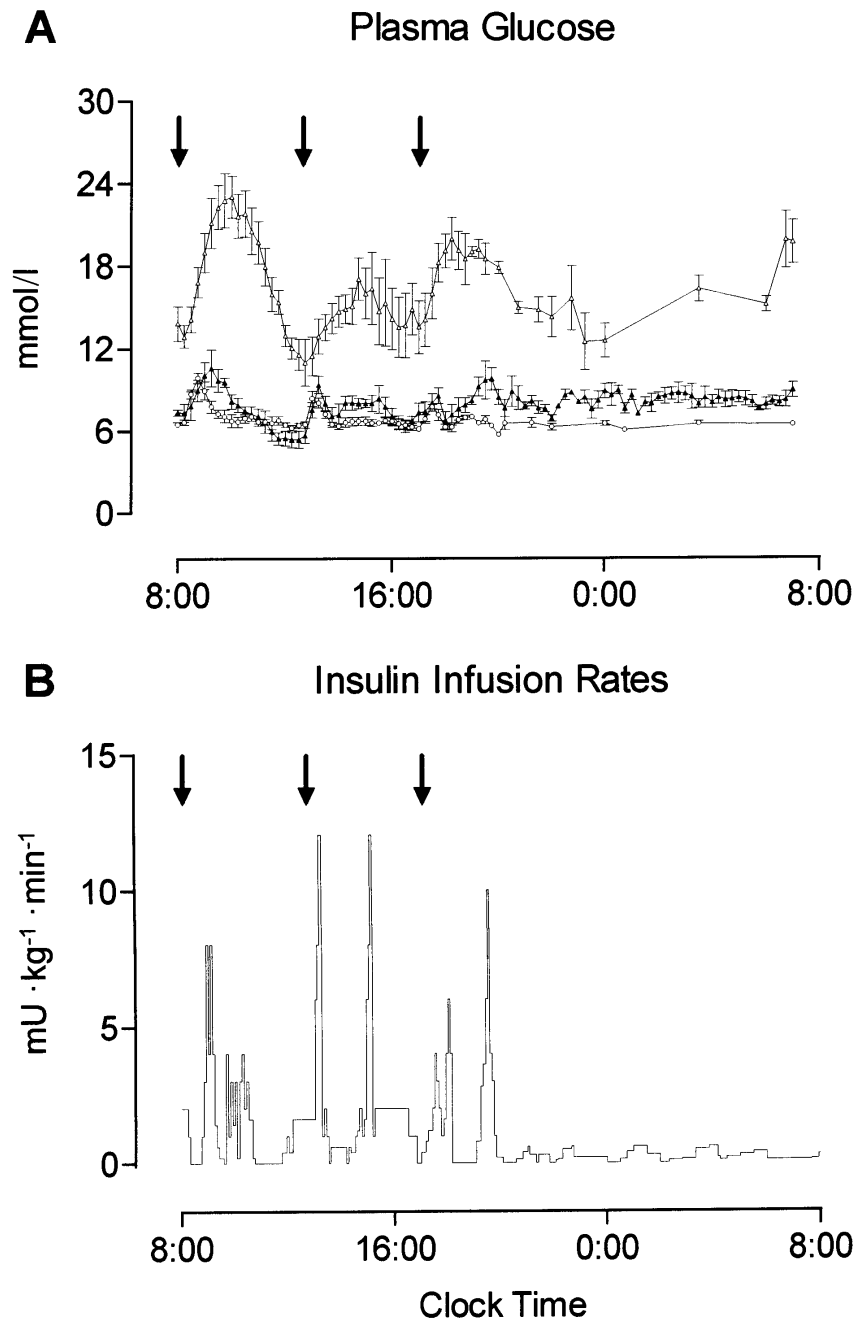 A
Plasma Glucose
30
24
18
12
6
0
mmol/l
8:00 16:00 0:00 8:00
B
Insulin Infusion Rates
15
10
5
0
mU ·kg-1 ·min-1
8:00 16:00 0:00 8:00
Clock Time